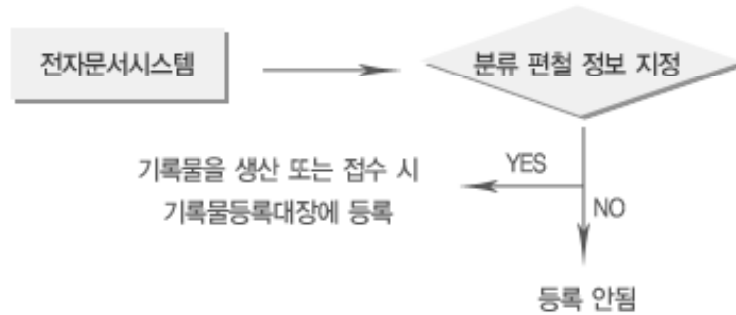 전자문서시스템
분류 편철 정보 지정
YES
기록물을 생산 또는 접수 시
기록물등록대장에 등록
NO
등록 안됨